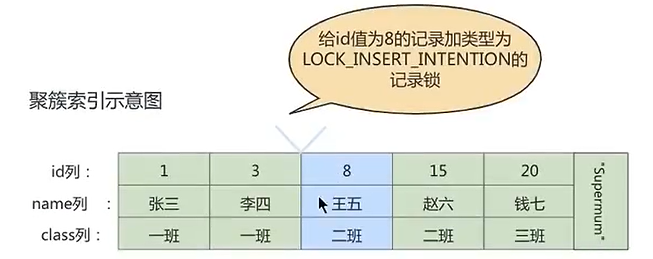 给id值为8的记录加类型为
LOCK_INSERT_INTENTION的
记录锁
聚簇索引示意图
id列： 1 3 8 15 20 "Supermum"
name列 ： 张三 李四 王五 赵六 钱七
class列： 一班 一班 二班 二班 三班